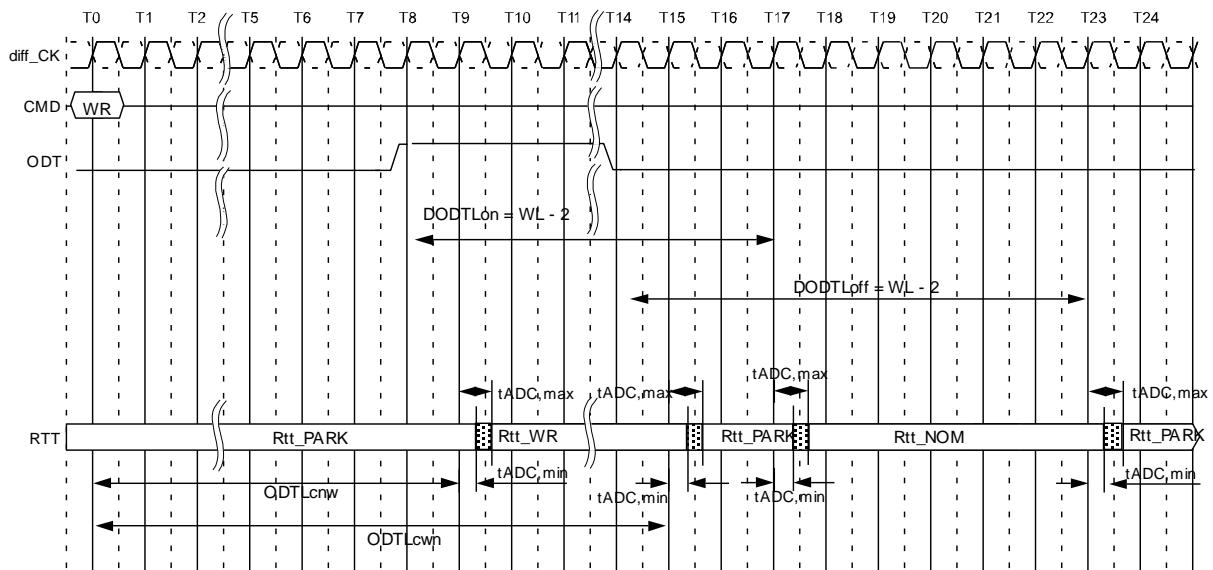 T0 T1 T2 T5 T6 T7 T8 T9 T10 T11 T14 T15 T16 T17 T18 T19 T20 T21 T22 T23 T24
diff_CK
CMD WR
ODT
DODTLon = WL - 2
DODTLoff = WL - 2
tADC,max
tADC,max tADC,max tADC,max
RTT Rtt_PARK Rtt_WR Rtt_PARK Rtt_NOM Rtt_PARK
tADC,min tADC,min
ODTLcnw tADC,min tADC,min
ODTLcwn